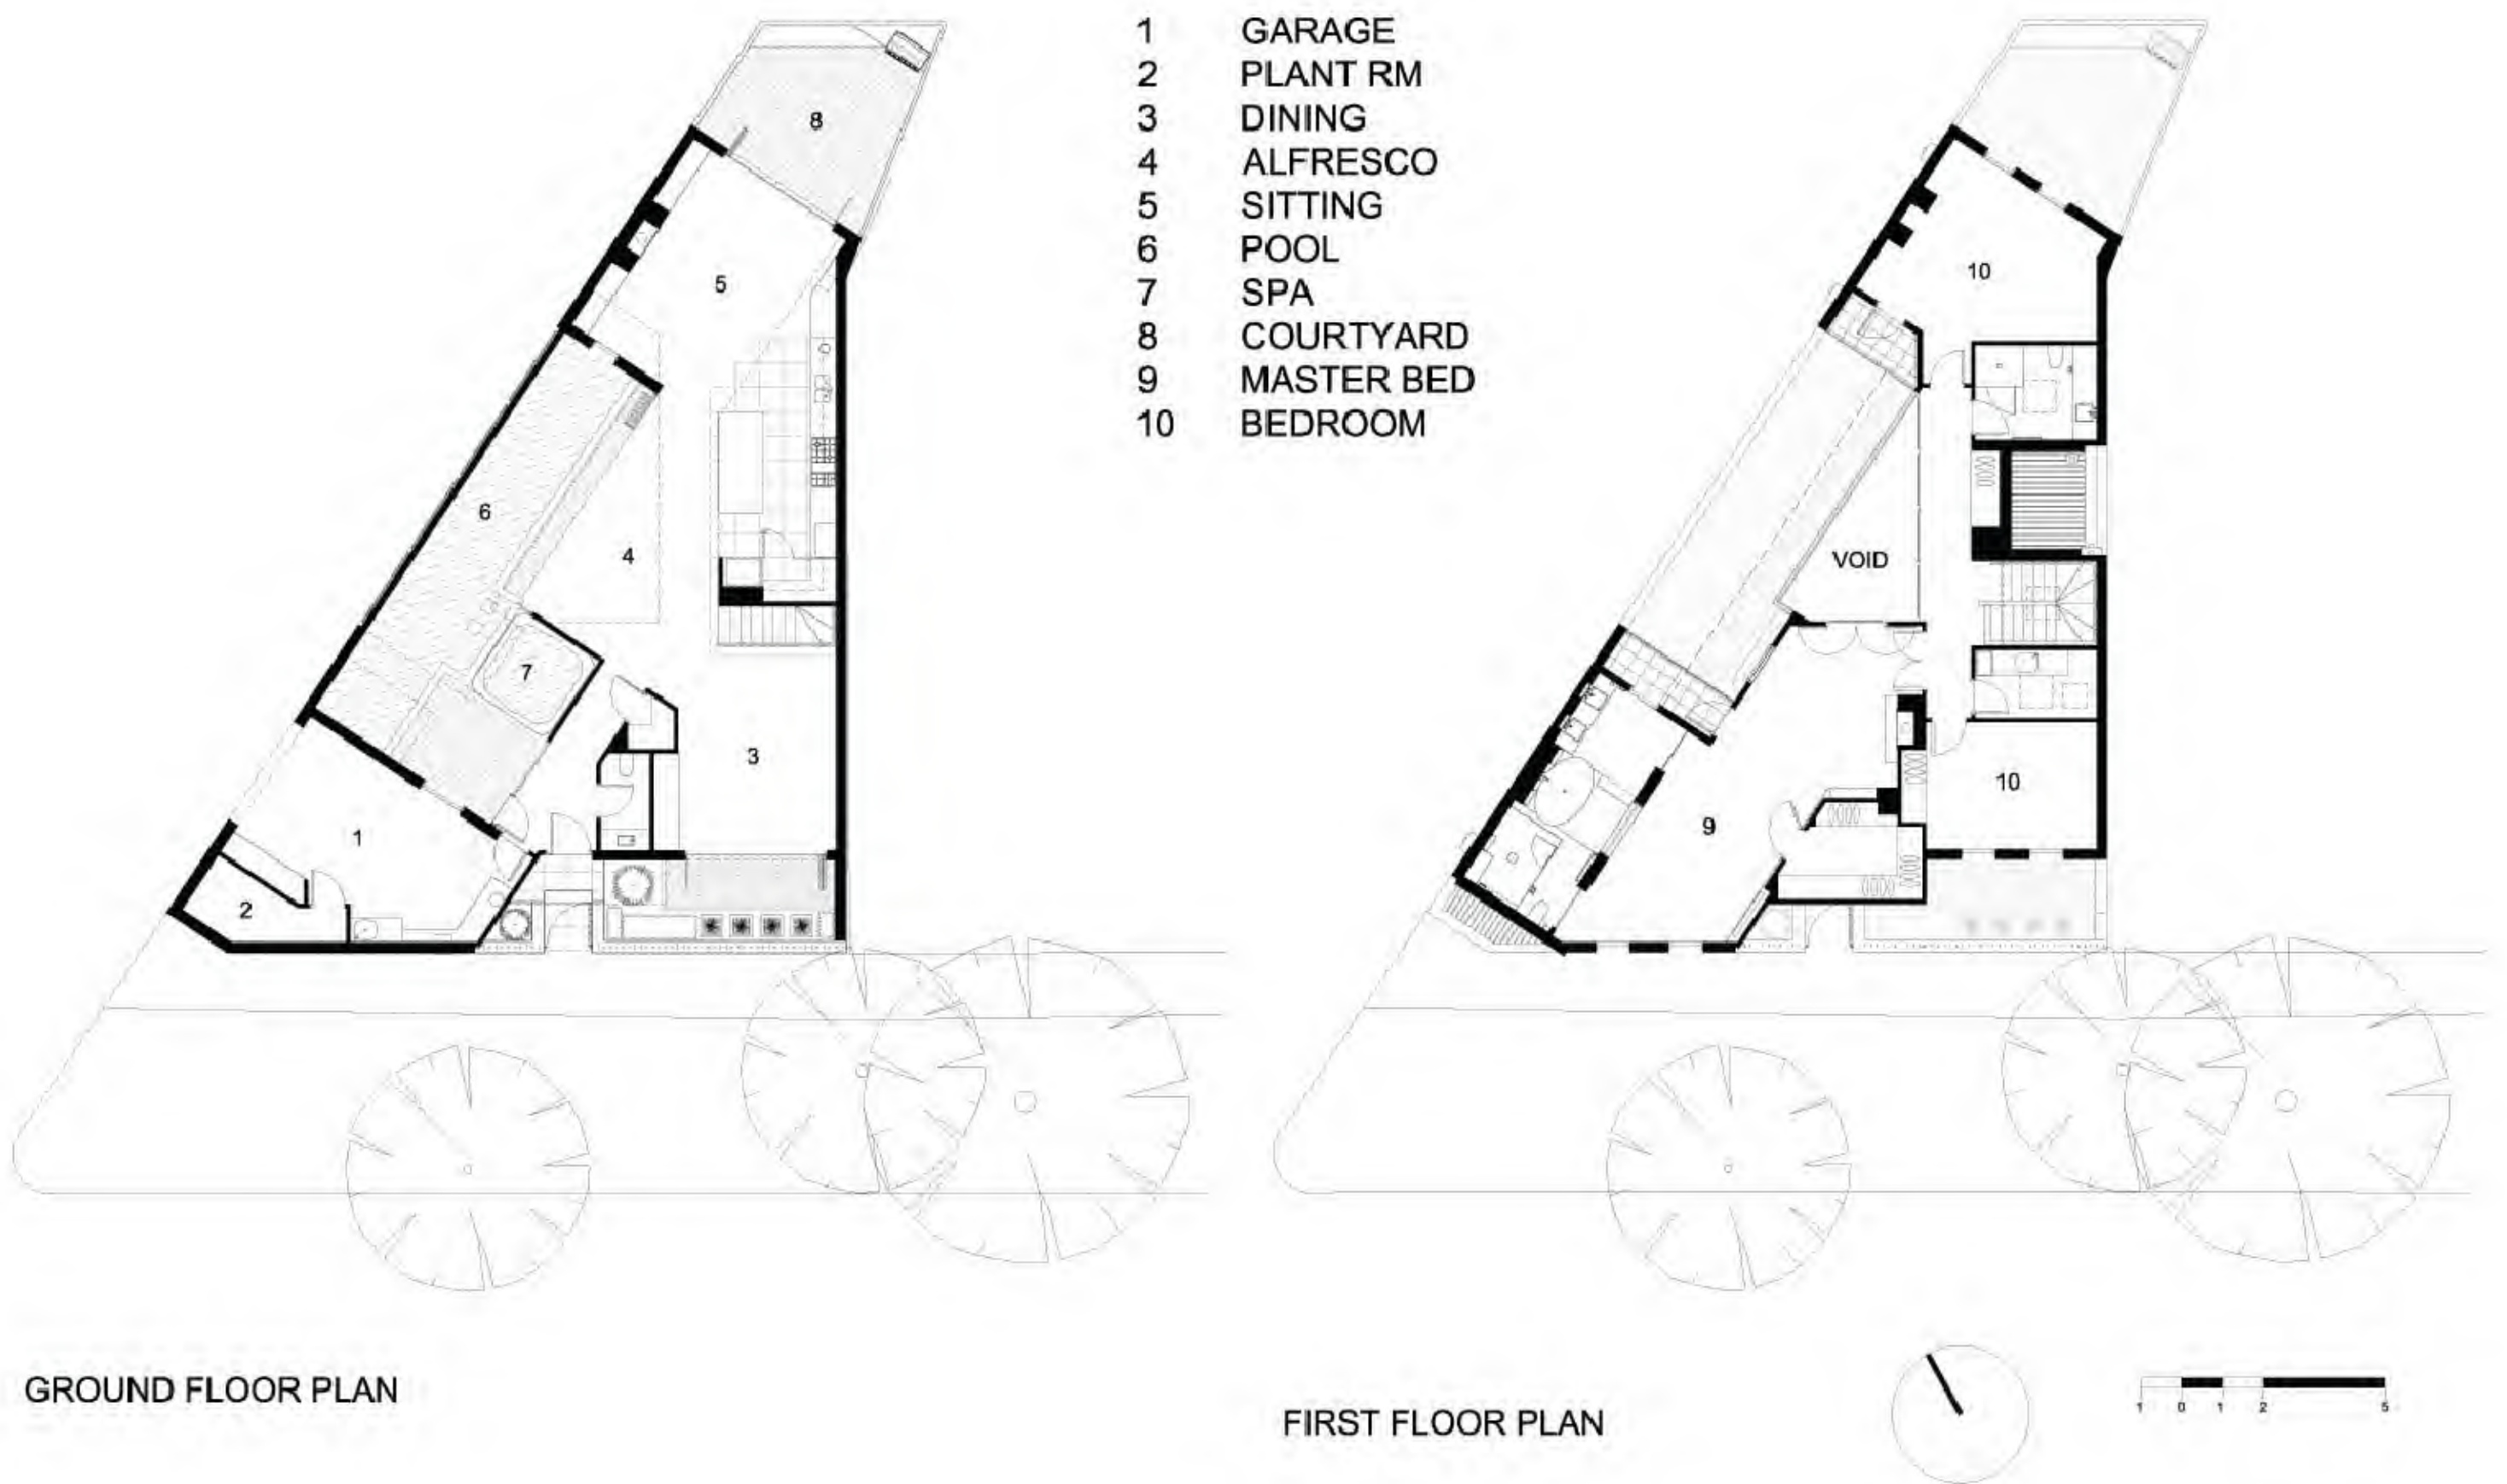 1 GARAGE
2 PLANT RM
3 DINING
4 ALFRESCO
5 SITTING
6 POOL
7 SPA
8 COURTYARD
9 MASTER BED
10 BEDROOM
8
5
6
4
7
3
1
2
10
VOID
10
9
GROUND FLOOR PLAN
FIRST FLOOR PLAN
1 0 1 2 5